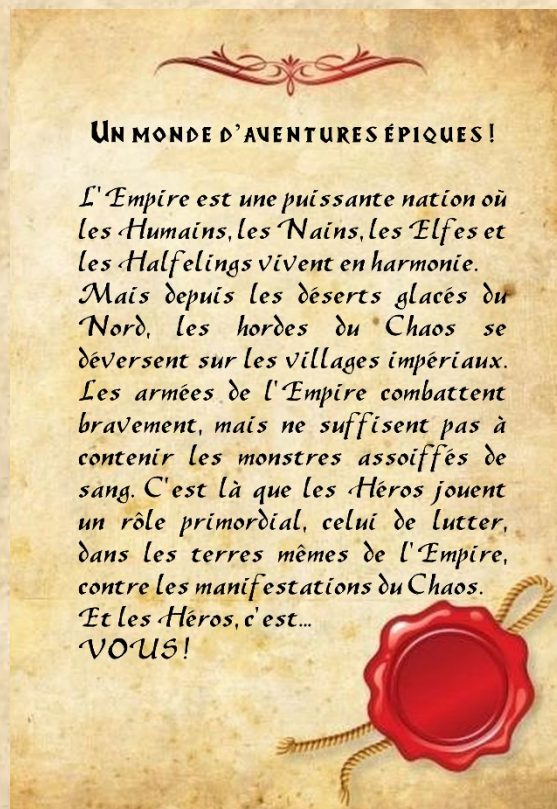 UN MONDE D'AVENTURES ÉPIQUES !
L'Empire est une puissante nation où
les Humains, les Nains, les Elfes et
les Halfelings vivent en harmonie.
Mais depuis les déserts glacés du
Nord, les hordes du Chaos se
déversent sur les villages impériaux.
Les armées de l'Empire combattent
bravement, mais ne suffisent pas à
contenir les monstres assoiffés de
sang. C'est là que les Héros jouent
un rôle primordial, celui de lutter,
dans les terres mêmes de l'Empire,
contre les manifestations du Chaos.
Et les Héros, c'est...
VOUS !